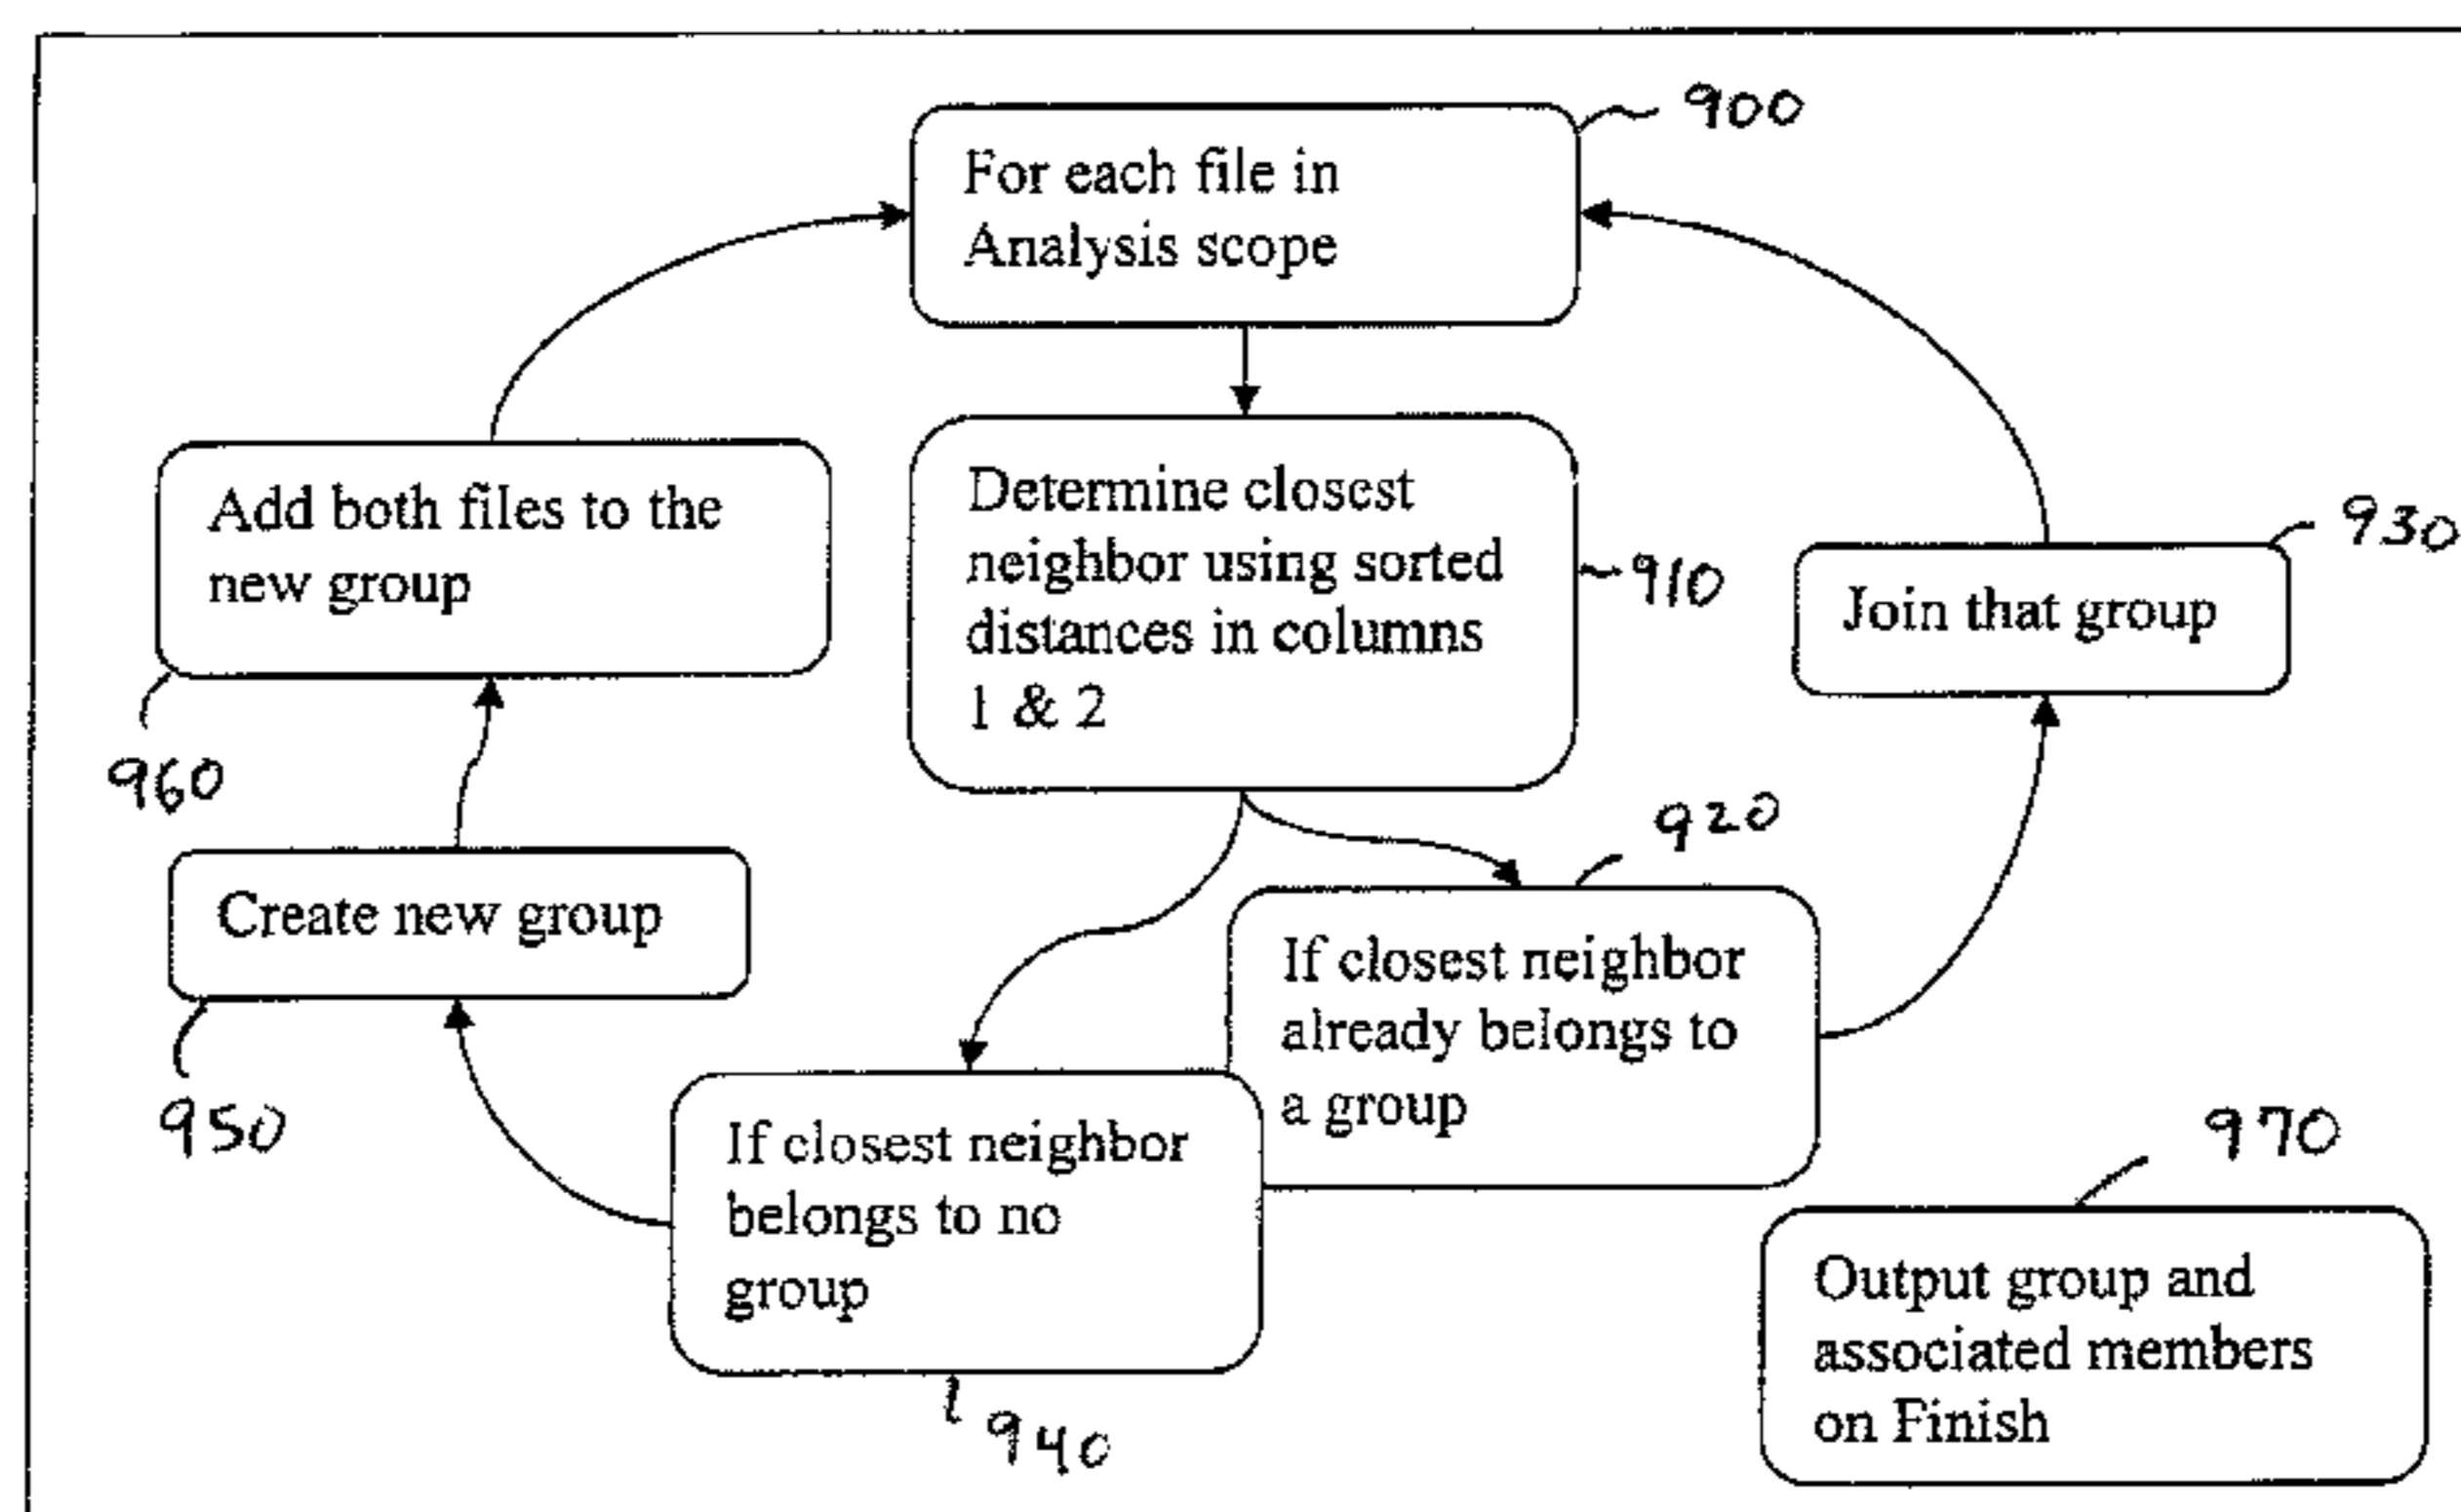 900
For each file in
Analysis scope
Determine closest
neighbor using sorted
distances in columns
1 & 2
910
920
If closest neighbor
already belongs to
a group
930
Join that group
If closest neighbor
belongs to no
group
940
Create new group
950
Add both files to the
new group
960
970
Output group and
associated members
on Finish